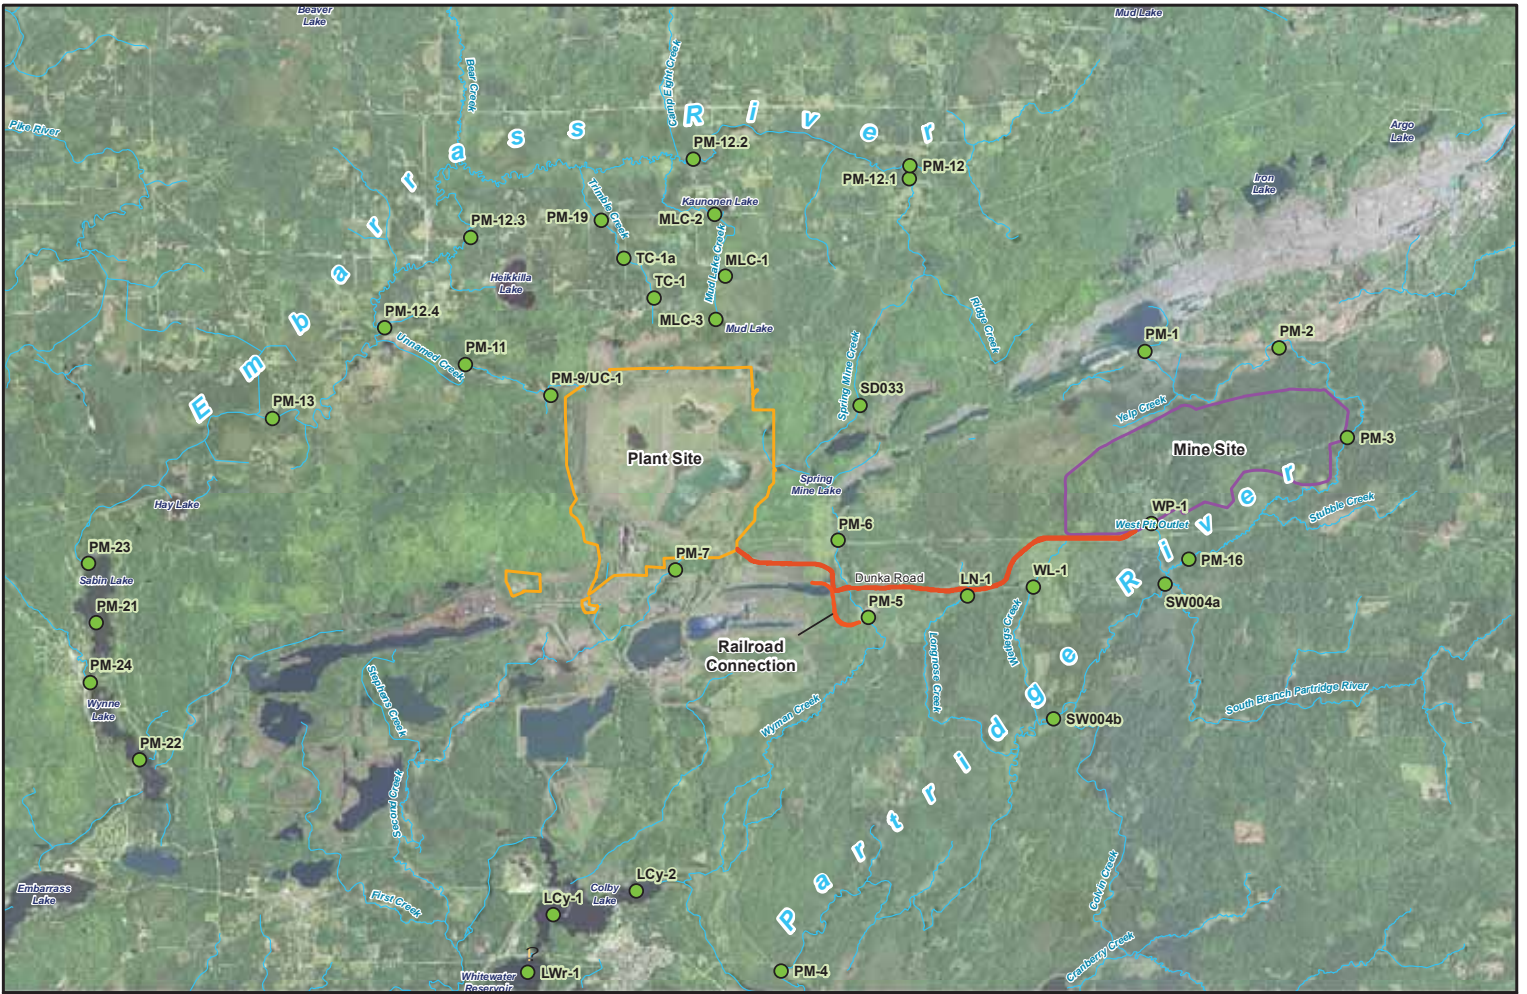 Beaver
Lake
Mud Lake
Bear Creek
Camp Eight Creek
Pike River
Embarrass River
Argo
Lake
Iron
Lake
PM-12.2
PM-12
PM-12.1
Trimble Creek
Kaunonen Lake
PM-19
MLC-2
PM-12.3
Mud Lake Creek
TC-1a
MLC-1
Heikkilla
Lake
TC-1
MLC-3
Mud Lake
PM-12.4
Ridge Creek
Spring Mine Creek
PM-1
PM-2
Unnamed Creek
PM-11
PM-9/UC-1
SD033
PM-13
Yelp Creek
PM-3
Plant Site
Mine Site
Spring
Mine Lake
Hay Lake
WP-1
West Pit Outlet
Stubble Creek
PM-6
PM-23
PM-7
PM-16
Sabin Lake
Dunka Road
LN-1
WL-1
SW004a
PM-21
PM-5
Railroad
Connection
Wetlegs Creek
Longnose Creek
PM-24
Wynne
Lake
Stephens Creek
South Branch Partridge River
Wyman Creek
SW004b
PM-22
Partridge River
Second Creek
Colvin Creek
Embarrass
Lake
First Creek
LCy-2
LCy-1
Colby
Lake
Cranberry Creek
?
Whitewater
Reservoir
LWr-1
PM-4